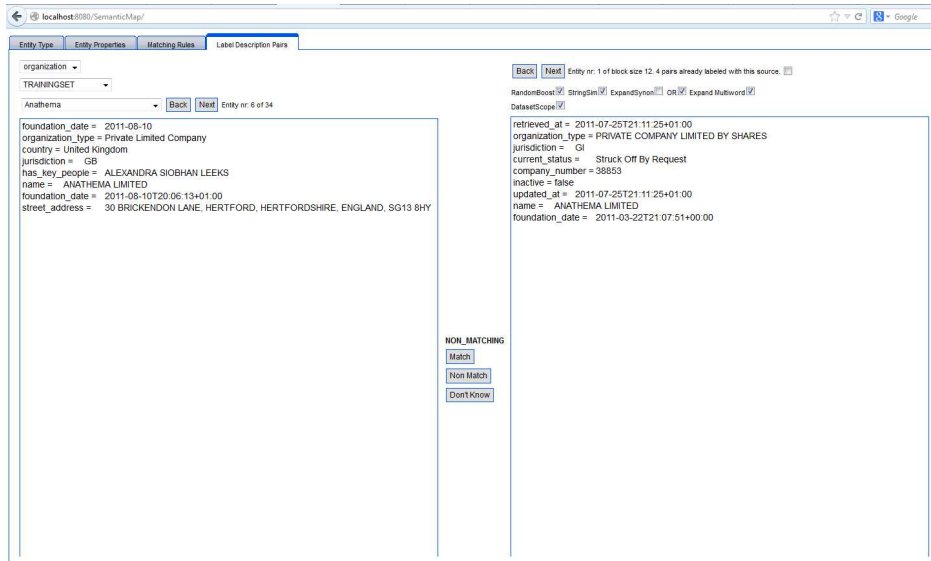 localhost:8080/SemanticMap/
Google
Entity Type Entity Properties Matching Rules Label Description Pairs
organization
TRAININGSET
Anathema Back Next Entity nr: 6 of 34
foundation_date = 2011-08-10
organization_type = Private Limited Company
country = United Kingdom
jurisdiction = GB
has_key_people = ALEXANDRA SIOBHAN LEEKS
name = ANATHEMA LIMITED
foundation_date = 2011-08-10T20:06:13+01:00
street_address = 30 BRICKENDON LANE, HERTFORD, HERTFORDSHIRE, ENGLAND, SG13 8HY
NON_MATCHING
Match
Non Match
Don't Know
Back Next Entity nr: 1 of block size 12. 4 pairs already labeled with this source.
RandomBoost StringSim ExpandSynon OR Expand Multiword
DatasetScope
retrieved_at = 2011-07-25T21:11:25+01:00
organization_type = PRIVATE COMPANY LIMITED BY SHARES
jurisdiction = GI
current_status = Struck Off By Request
company_number = 38853
inactive = false
updated_at = 2011-07-25T21:11:25+01:00
name = ANATHEMA LIMITED
foundation_date = 2011-03-22T21:07:51+00:00